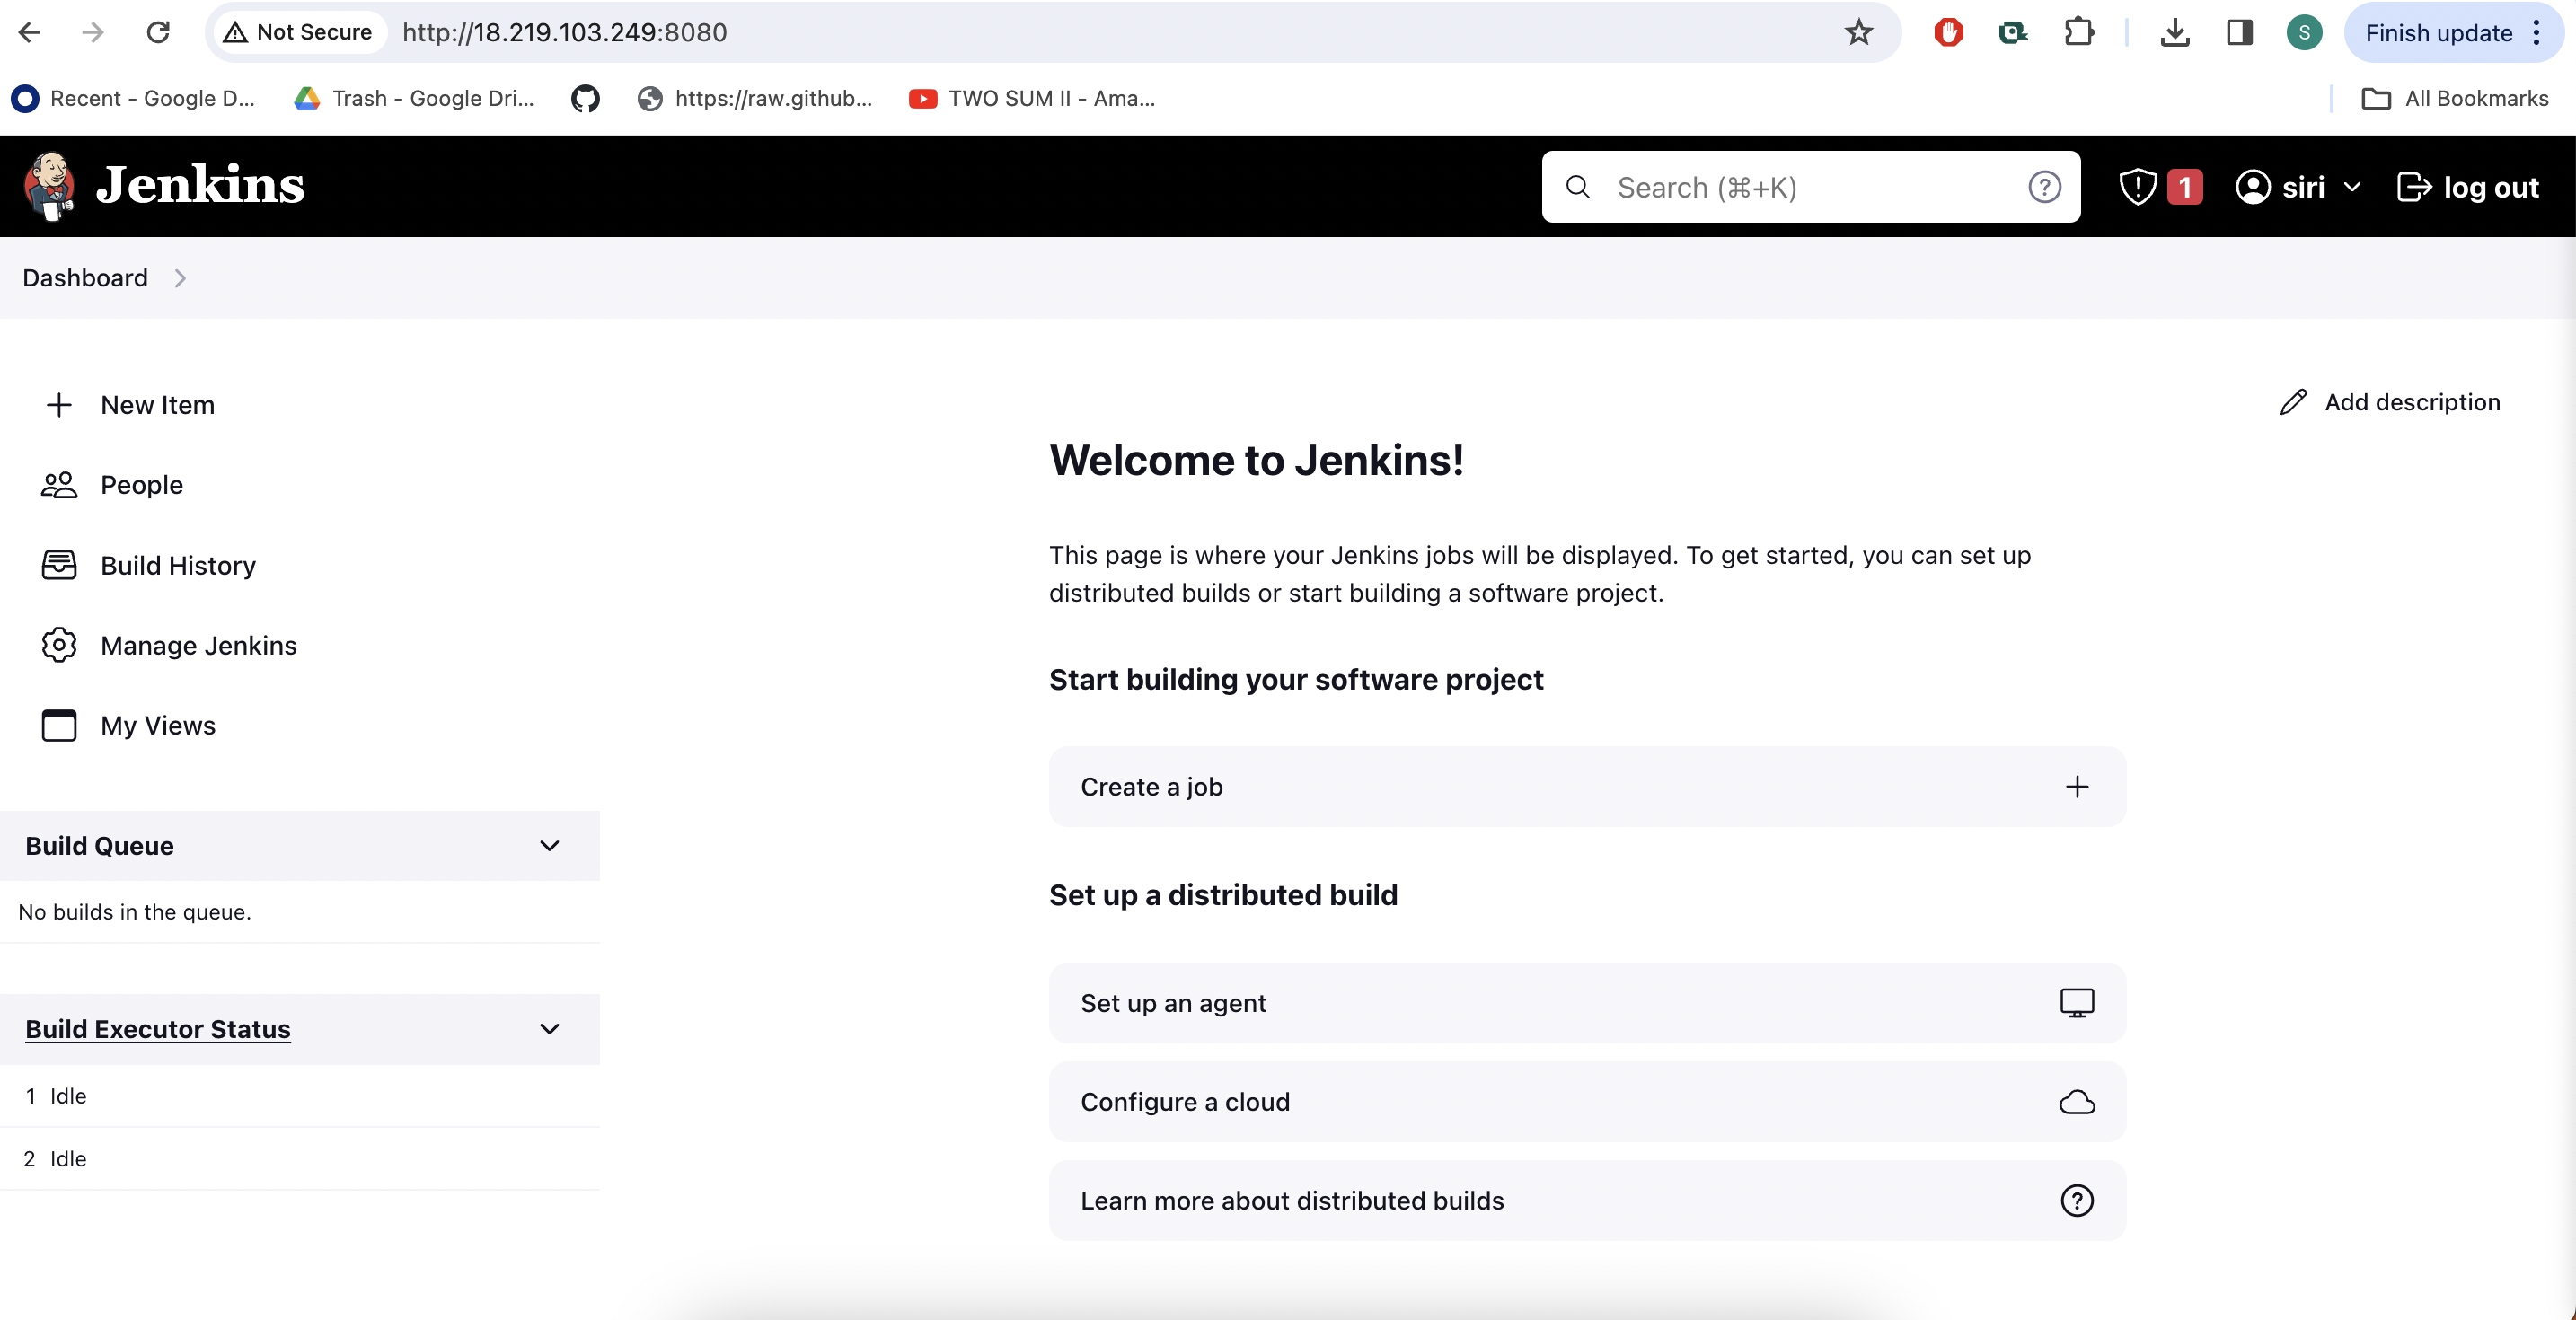 Not Secure http://18.219.103.249:8080 S Finish update
Recent - Google D... Trash - Google Dri... https://raw.github... TWO SUM II - Ama... All Bookmarks
Jenkins Search (⌘+K) 1 siri log out
Dashboard
New Item
People
Build History
Manage Jenkins
My Views
Build Queue
No builds in the queue.
Build Executor Status
1 Idle
2 Idle
Add description
Welcome to Jenkins!
This page is where your Jenkins jobs will be displayed. To get started, you can set up
distributed builds or start building a software project.
Start building your software project
Create a job
Set up a distributed build
Set up an agent
Configure a cloud
Learn more about distributed builds